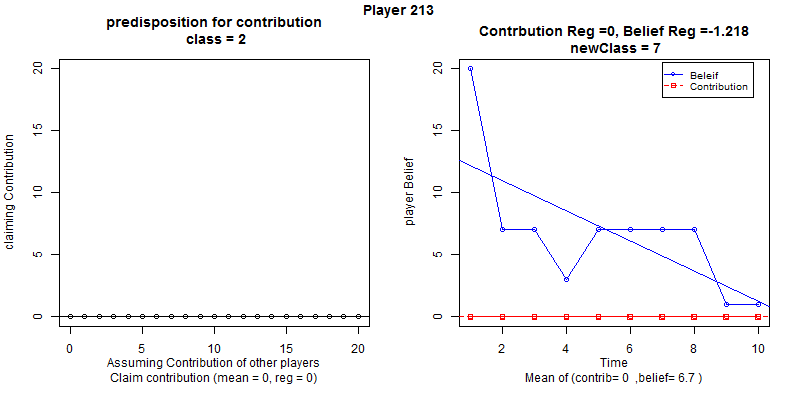 Player 213
predisposition for contribution
class = 2
claiming Contribution
20
15
10
5
0
0 5 10 15 20
Assuming Contribution of other players
Claim contribution (mean = 0, reg = 0)
Contrbution Reg =0, Belief Reg =-1.218
newClass = 7
Beleif
Contribution
player Belief
20
15
10
5
0
2 4 6 8 10
Time
Mean of (contrib= 0 ,belief= 6.7 )